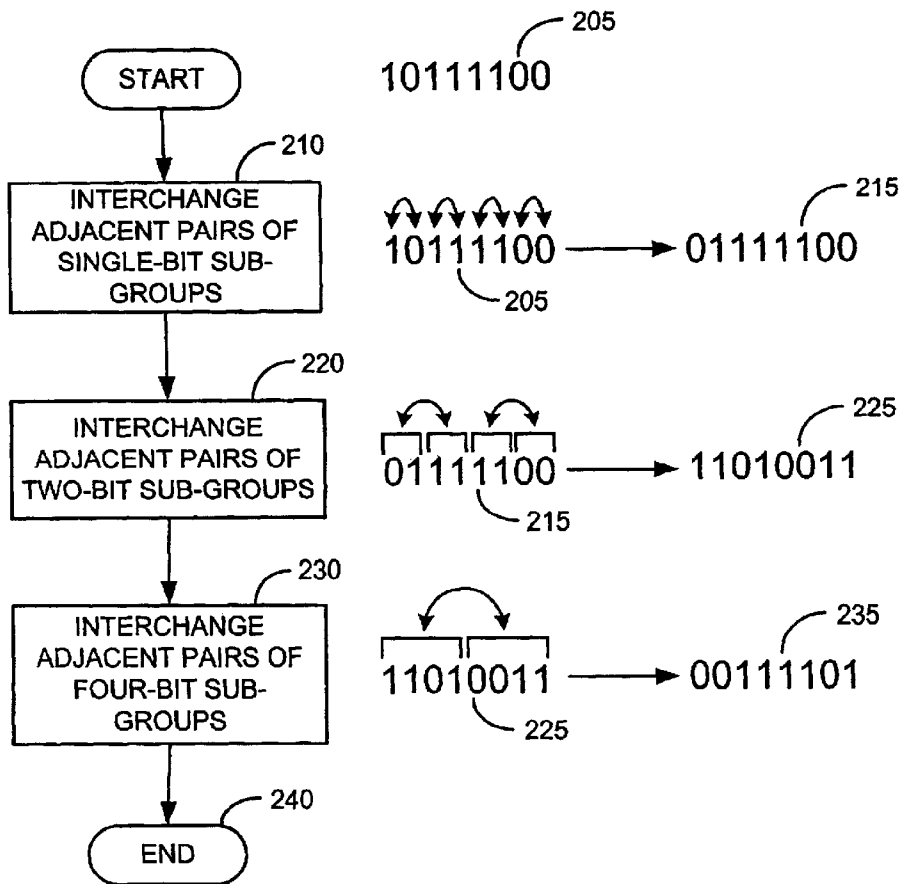 START
10111100
205
210
INTERCHANGE
ADJACENT PAIRS OF
SINGLE-BIT SUB-
GROUPS
10111100
205
01111100
215
220
INTERCHANGE
ADJACENT PAIRS OF
TWO-BIT SUB-GROUPS
01111100
215
11010011
225
230
INTERCHANGE
ADJACENT PAIRS OF
FOUR-BIT SUB-
GROUPS
11010011
225
00111101
235
240
END